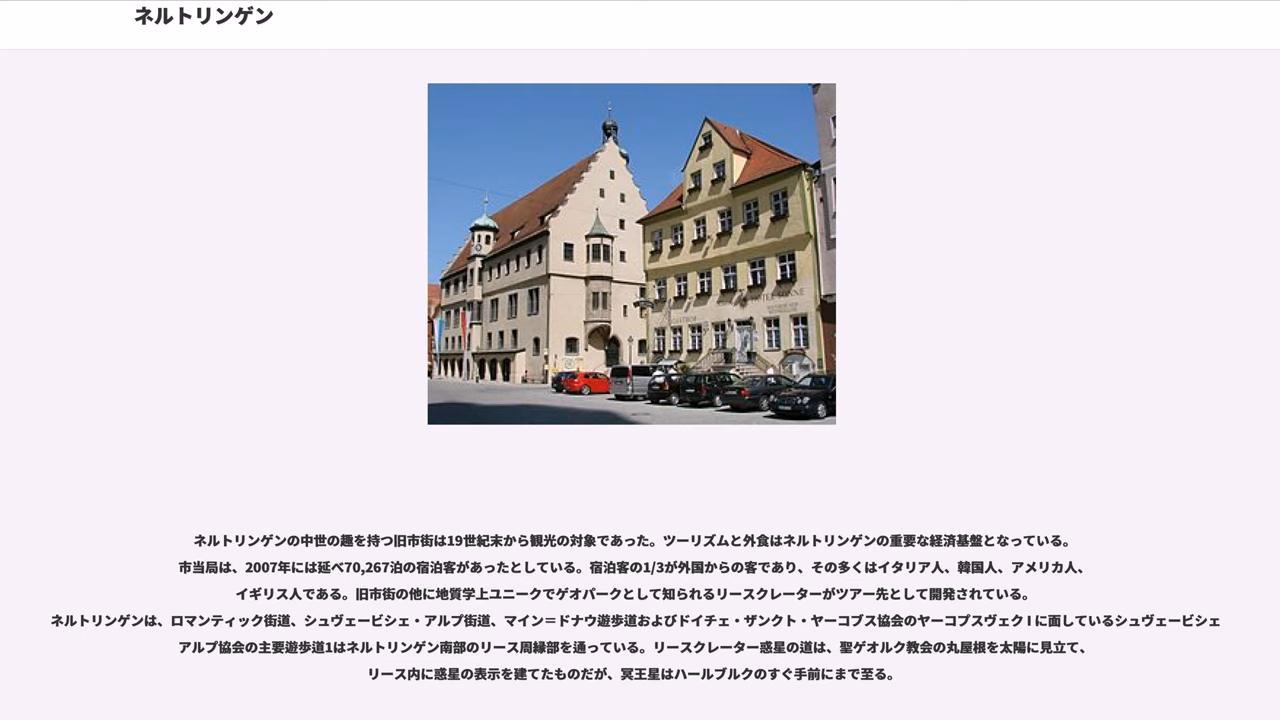 ネルトリンゲン
HOTEL SONNE
GASTHOF
ネルトリンゲンの中世の趣を持つ旧市街は19世紀末から観光の対象であった。ツーリズムと外食はネルトリンゲンの重要な経済基盤となっている。
市当局は、2007年には延べ70,267泊の宿泊客があったとしている。宿泊客の1/3が外国からの客であり、その多くはイタリア人、韓国人、アメリカ人、
イギリス人である。旧市街の他に地質学上ユニークでゲオパークとして知られるリースクレーターがツアー先として開発されている。
ネルトリンゲンは、ロマンティック街道、シュヴェービシェ・アルプ街道、マイン＝ドナウ遊歩道およびドイチェ・ザンクト・ヤーコブス協会のヤーコプスヴェク I に面しているシュヴェービシェ
アルプ協会の主要遊歩道1はネルトリンゲン南部のリース周縁部を通っている。リースクレーター惑星の道は、聖ゲオルク教会の丸屋根を太陽に見立て、
リース内に惑星の表示を建てたものだが、冥王星はハールブルクのすぐ手前にまで至る。